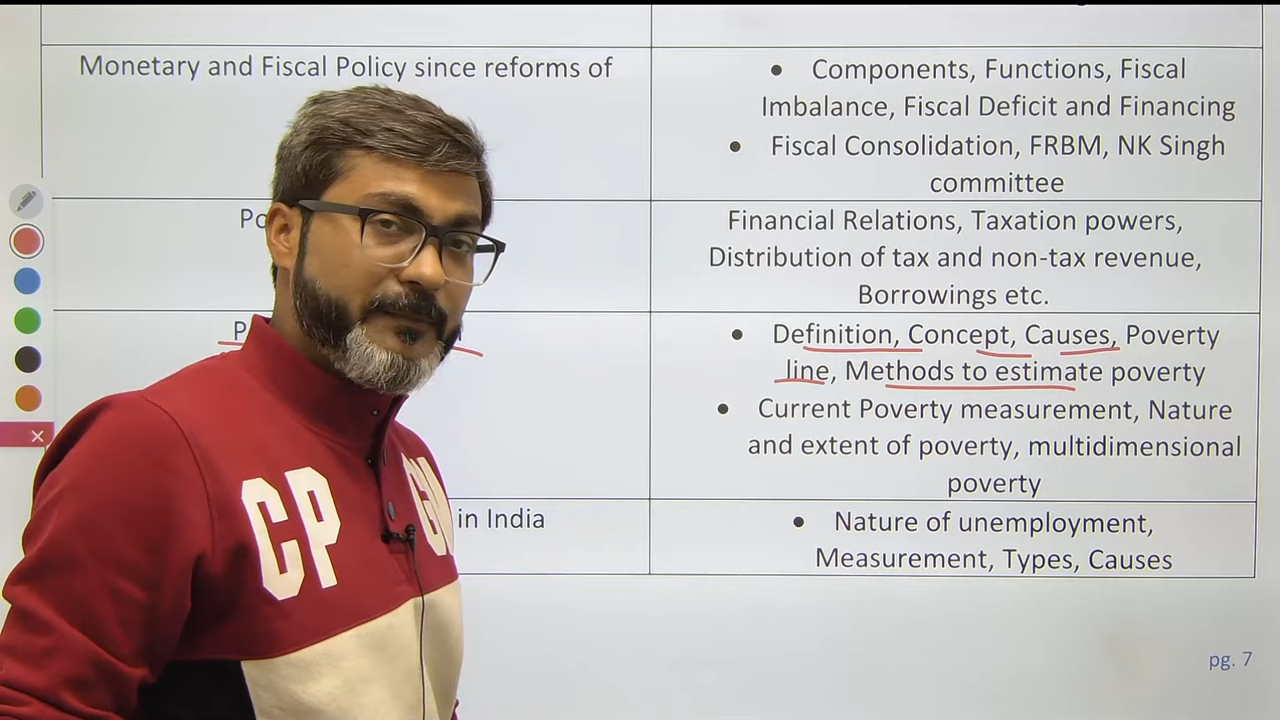 Monetary and Fiscal Policy since reforms of
• Components, Functions, Fiscal
Imbalance, Fiscal Deficit and Financing
• Fiscal Consolidation, FRBM, NK Singh
committee
Financial Relations, Taxation powers,
Distribution of tax and non-tax revenue,
Borrowings etc.
• Definition, Concept, Causes, Poverty
line, Methods to estimate poverty
• Current Poverty measurement, Nature
and extent of poverty, multidimensional
poverty
in India
• Nature of unemployment,
Measurement, Types, Causes
pg. 7
CP